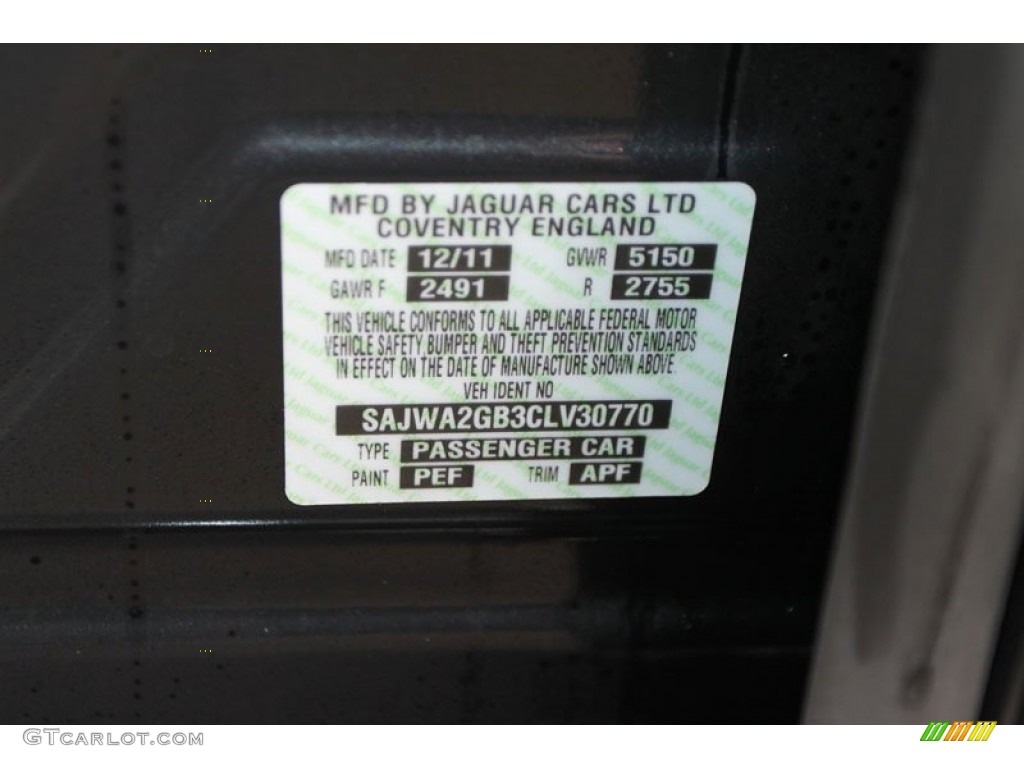 MFD BY JAGUAR CARS LTD
COVENTRY ENGLAND
MFD DATE 12/11 GVWR 5150
GAWR F 2491 R 2755
THIS VEHICLE CONFORMS TO ALL APPLICABLE FEDERAL MOTOR
VEHICLE SAFETY BUMPER AND THEFT PREVENTION STANDARDS
IN EFFECT ON THE DATE OF MANUFACTURE SHOWN ABOVE.
VEH IDENT NO
SAJWA2GB3CLV30770
TYPE PASSENGER CAR
PAINT PEF TRIM APF
GTCarlot.com